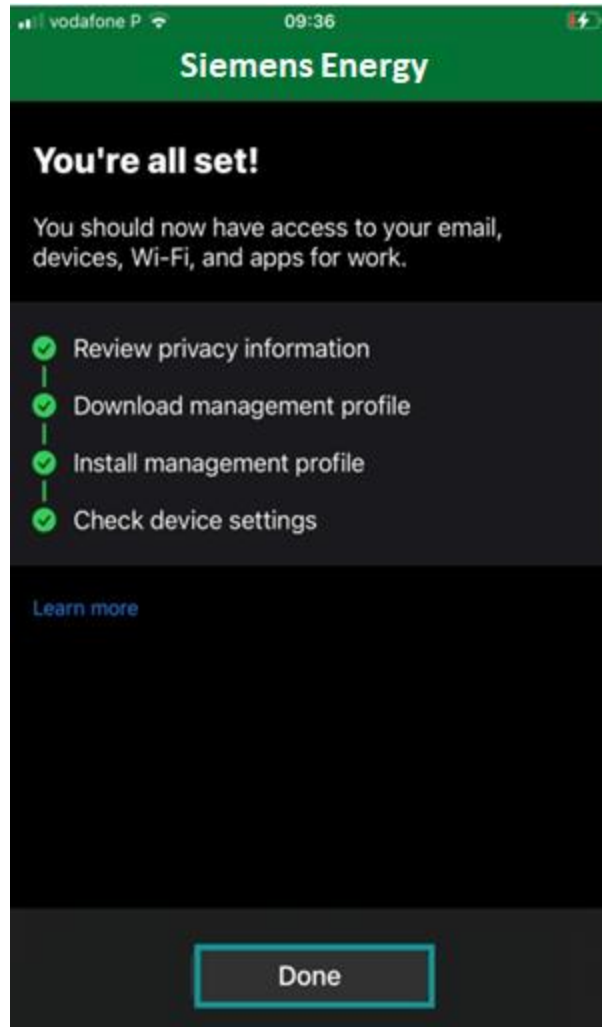 vodafone P 09:36
Siemens Energy
You're all set!
You should now have access to your email,
devices, Wi-Fi, and apps for work.
Review privacy information
Download management profile
Install management profile
Check device settings
Learn more
Done